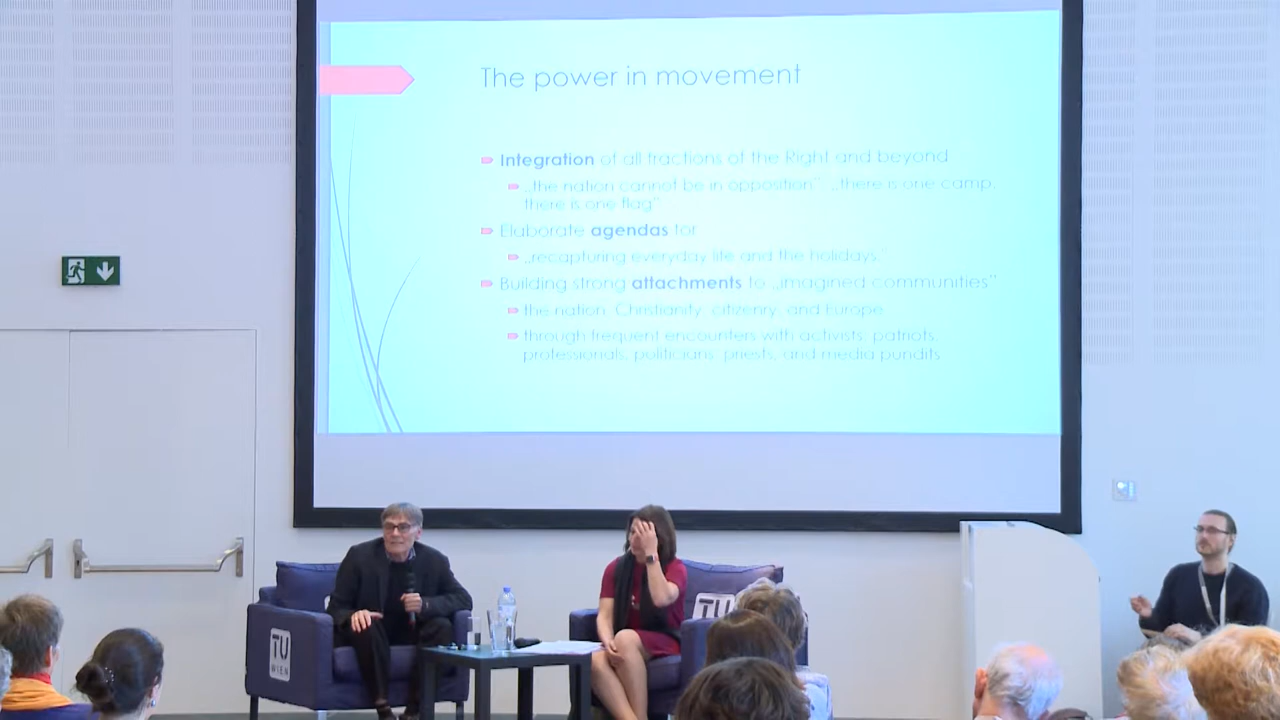 The power in movement
Integration of all fractions of the Right and beyond
„the nation cannot be in opposition”; „there is one camp,
there is one flag”
Elaborate agendas for
„recapturing everyday life and the holidays.”
Building strong attachments to „imagined communities”
the nation, Christianity, citizenry, and Europe
through frequent encounters with activists, patriots,
professionals, politicians, priests, and media pundits
TU
WIEN
TU